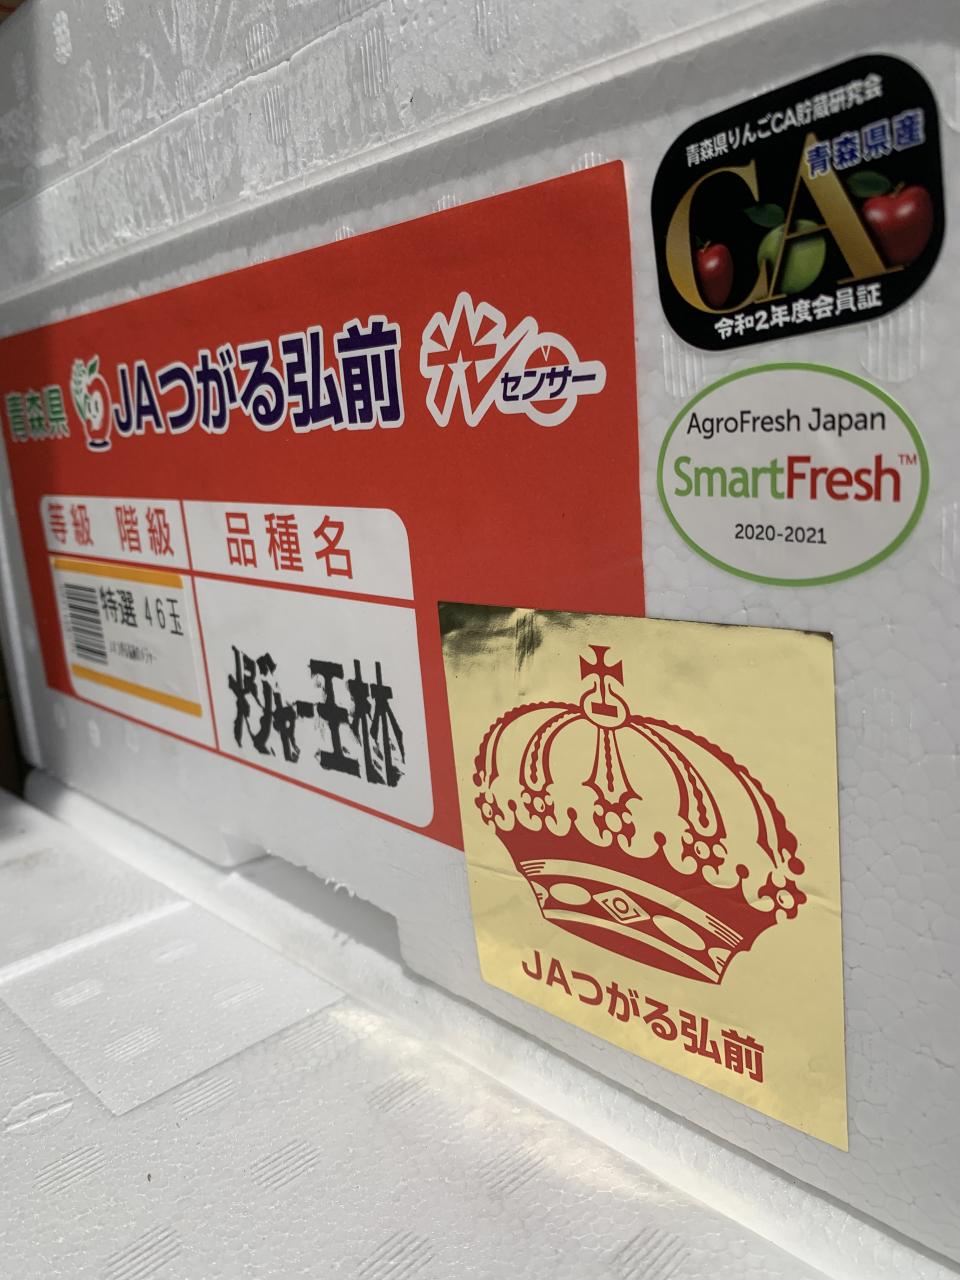 青森県りんごCA貯蔵研究会
CA
青森県産
令和2年度会員証
青森県 JAつがる弘前 光センサー
AgroFresh Japan
SmartFresh™
2020-2021
等級 階級 品種名
特選 46玉
メジャー王林
JAつがる弘前